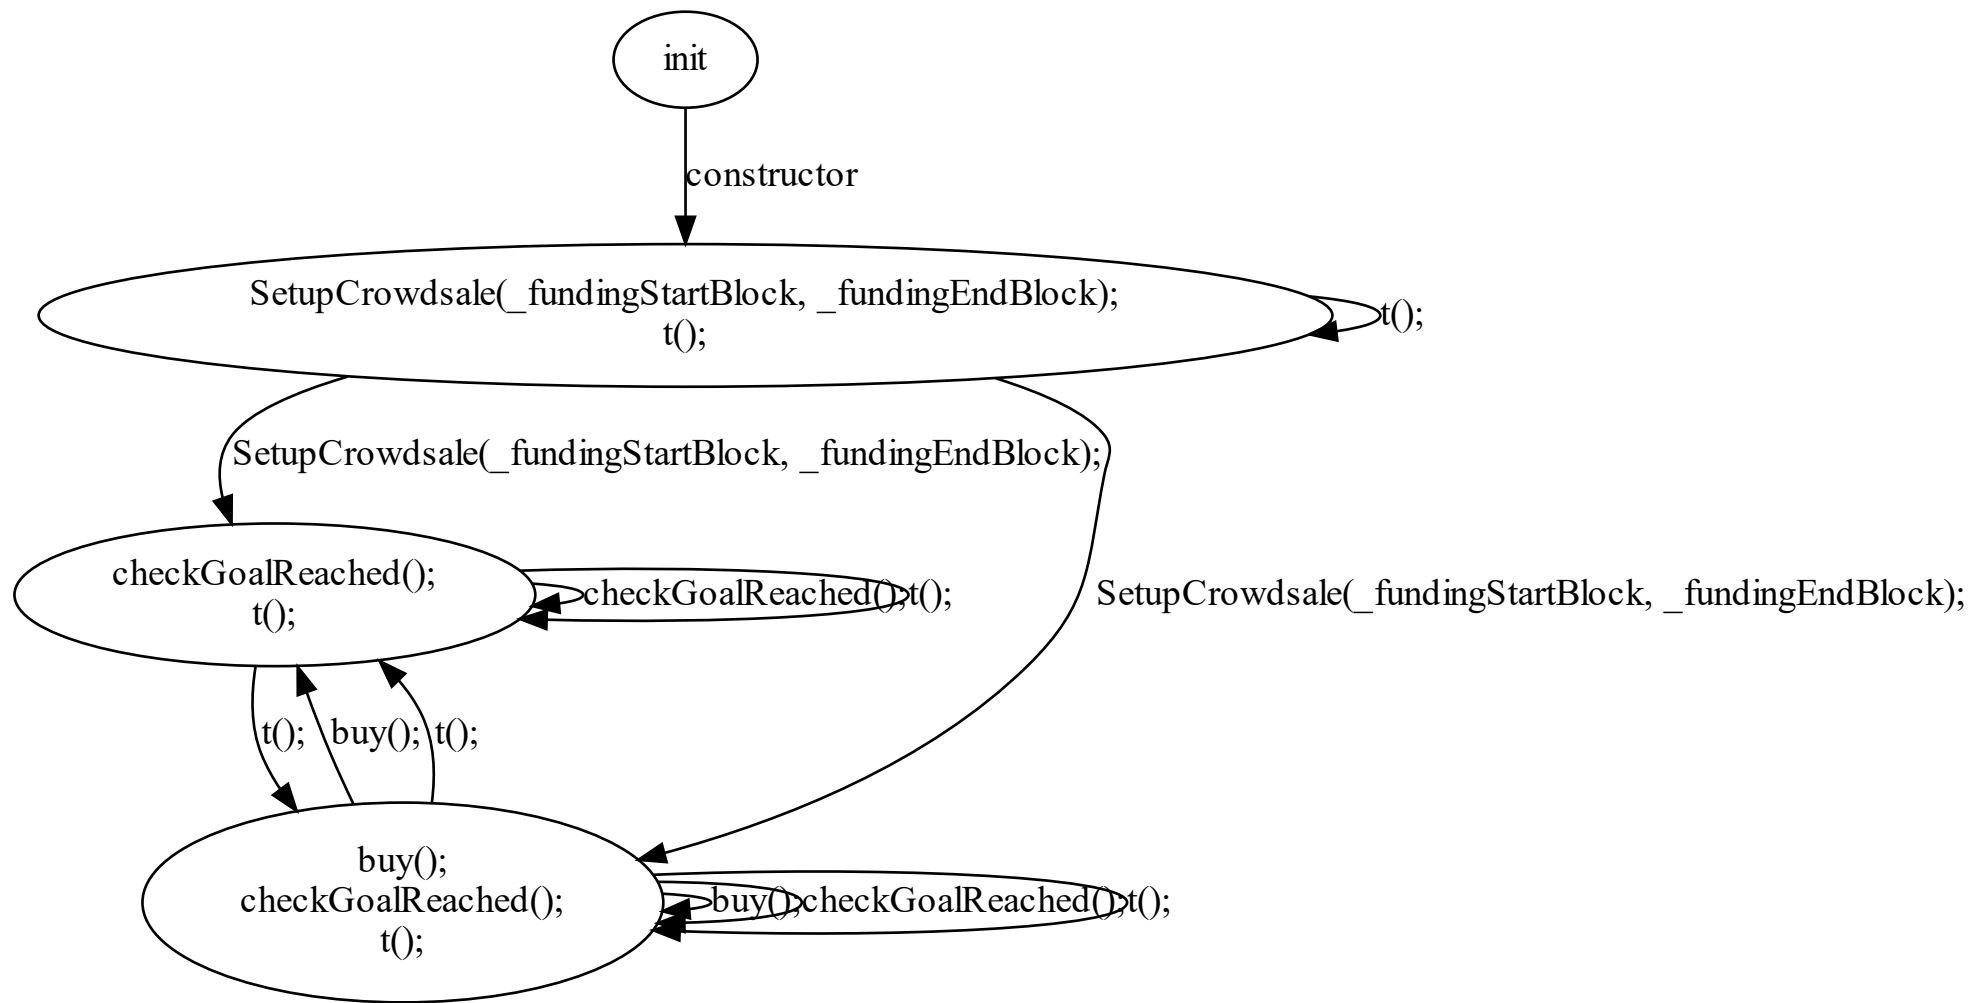 init
constructor
SetupCrowdsale(_fundingStartBlock, _fundingEndBlock);
t();
t();
SetupCrowdsale(_fundingStartBlock, _fundingEndBlock);
checkGoalReached();
t();
checkGoalReached();
t();
SetupCrowdsale(_fundingStartBlock, _fundingEndBlock);
t();
buy();
t();
buy();
checkGoalReached();
t();
buy();
checkGoalReached();
t();